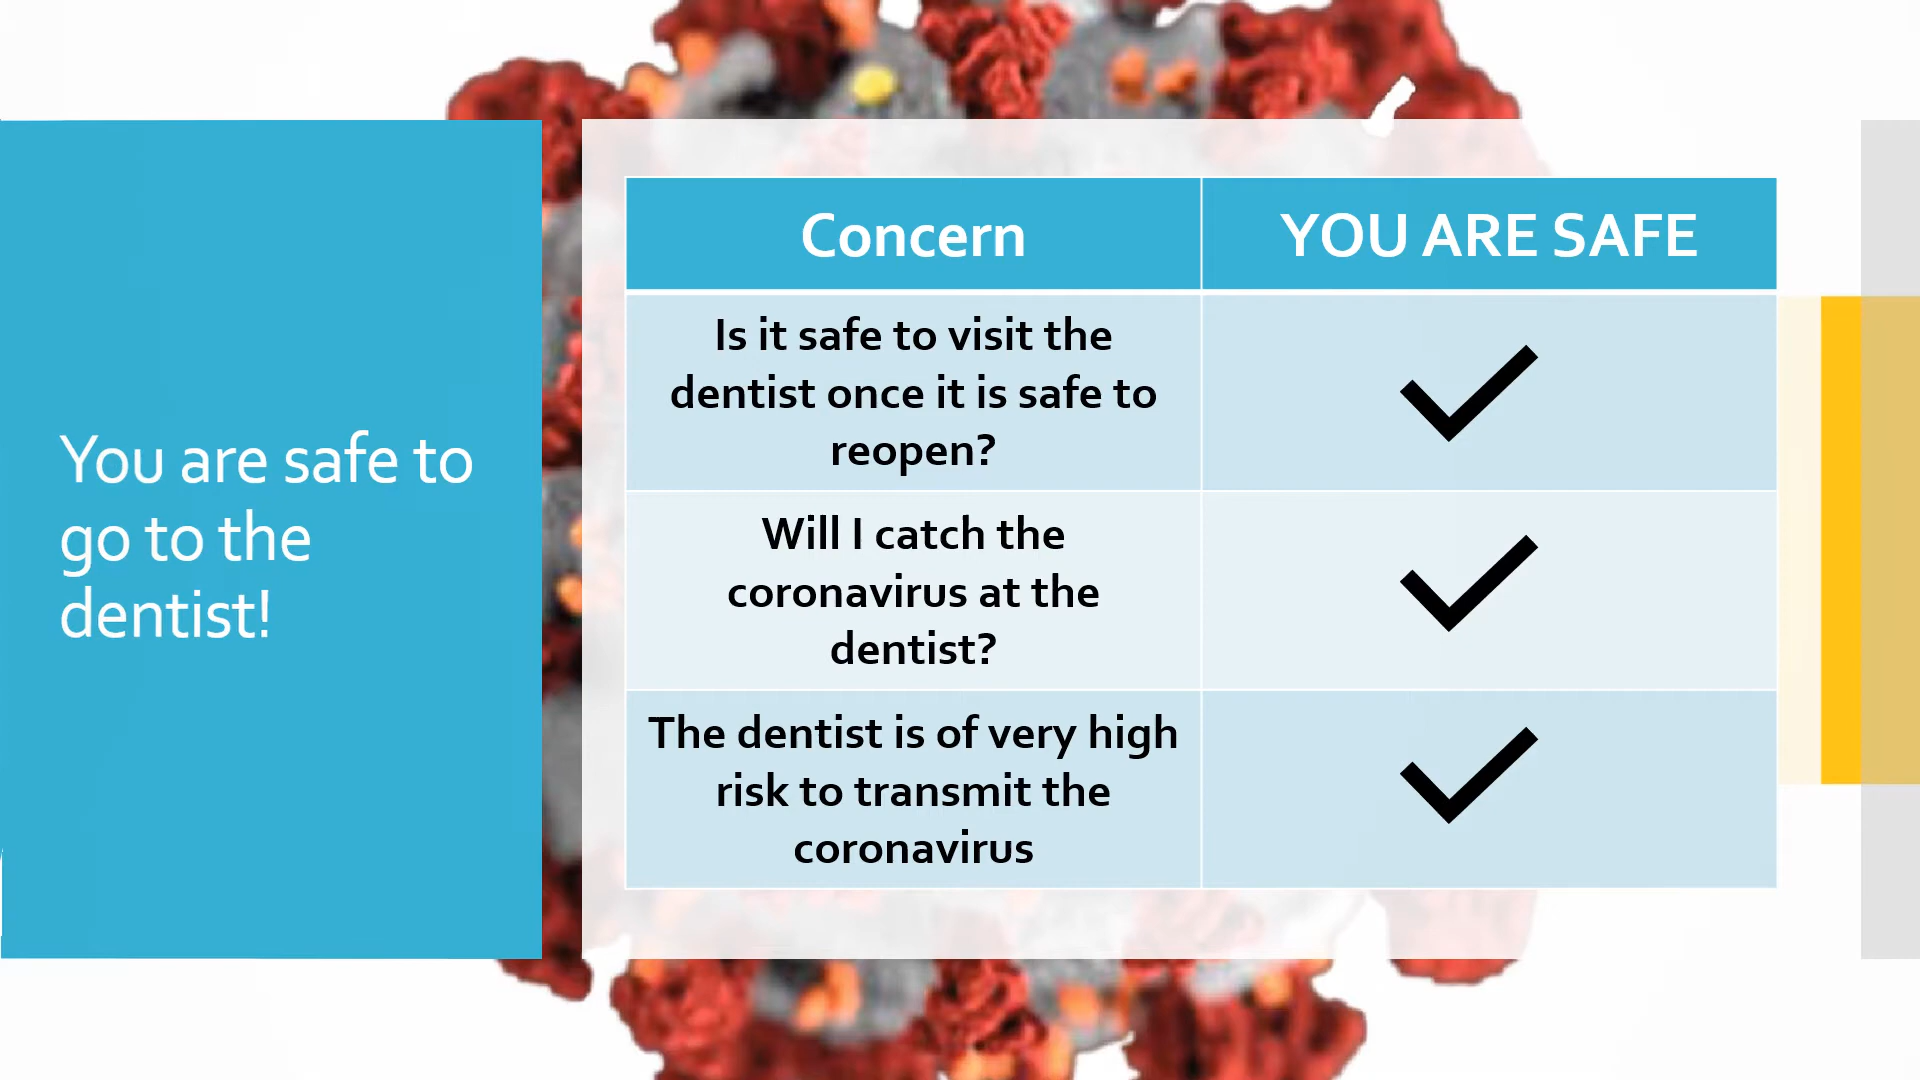 You are safe to
go to the
dentist!
Concern
YOU ARE SAFE
Is it safe to visit the
dentist once it is safe to
reopen?
Will I catch the
coronavirus at the
dentist?
The dentist is of very high
risk to transmit the
coronavirus